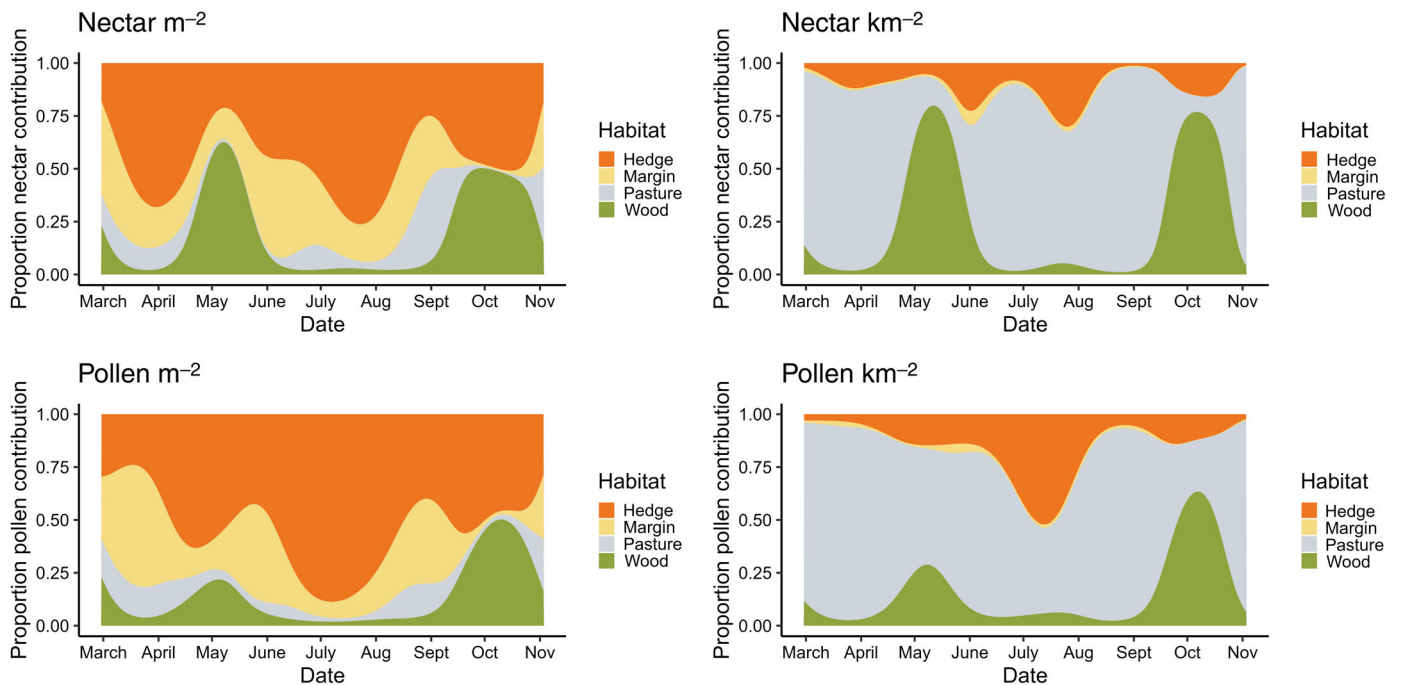 Nectar m⁻²
Proportion nectar contribution
1.00
0.75
0.50
0.25
0.00
March April May June July Aug Sept Oct Nov
Date
Habitat
Hedge
Margin
Pasture
Wood
Nectar km⁻²
Proportion nectar contribution
1.00
0.75
0.50
0.25
0.00
March April May June July Aug Sept Oct Nov
Date
Habitat
Hedge
Margin
Pasture
Wood
Pollen m⁻²
Proportion pollen contribution
1.00
0.75
0.50
0.25
0.00
March April May June July Aug Sept Oct Nov
Date
Habitat
Hedge
Margin
Pasture
Wood
Pollen km⁻²
Proportion pollen contribution
1.00
0.75
0.50
0.25
0.00
March April May June July Aug Sept Oct Nov
Date
Habitat
Hedge
Margin
Pasture
Wood